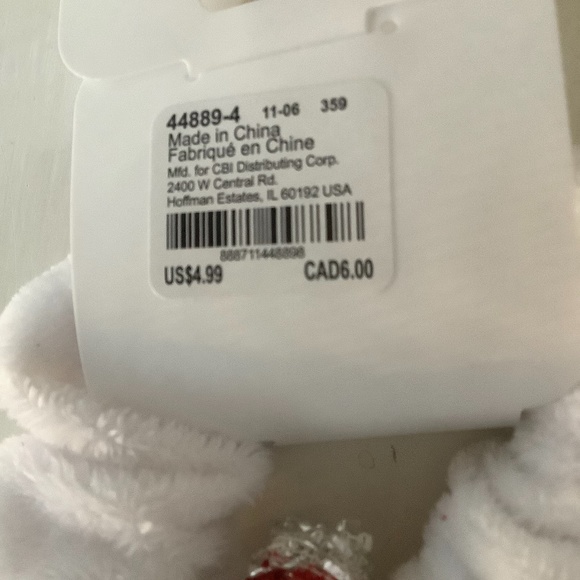 44889-4 11-06 359
Made in China
Fabriqué en Chine
Mfd. for CBI Distributing Corp.
2400 W Central Rd.
Hoffman Estates, IL 60192 USA
888711448898
US$4.99 CAD6.00